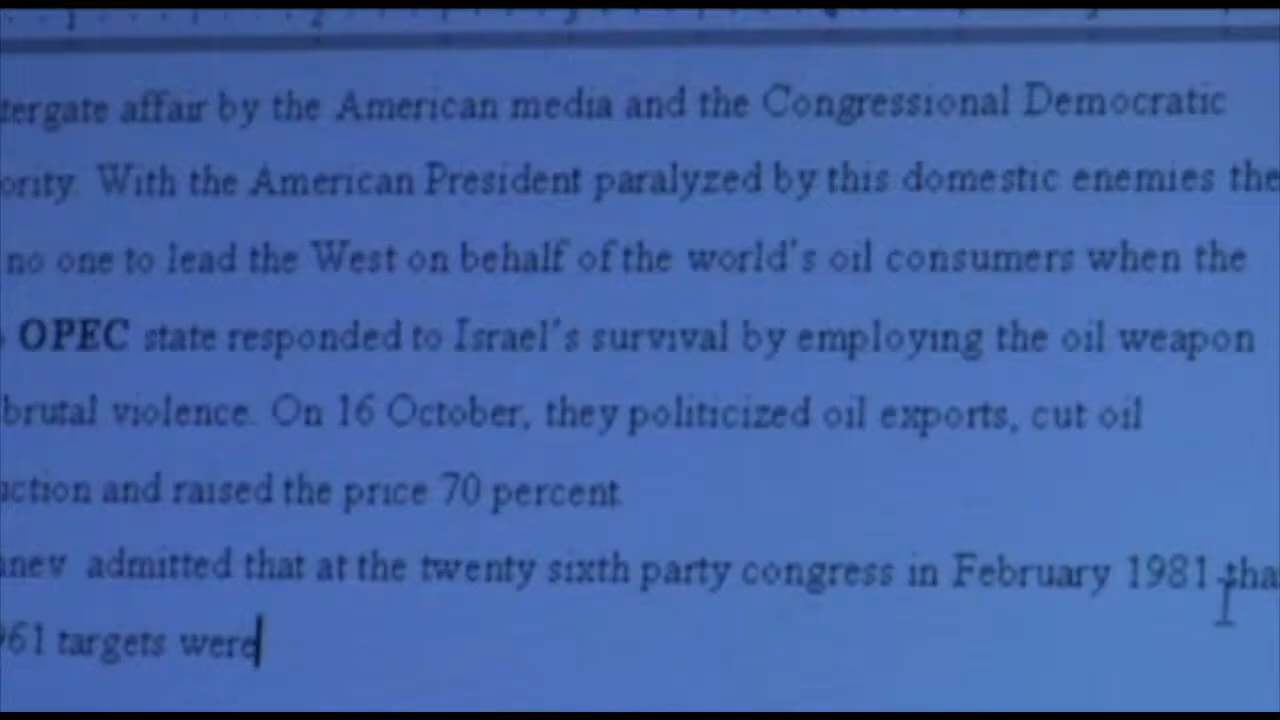 tergate affair by the American media and the Congressional Democratic
ority. With the American President paralyzed by this domestic enemies the
no one to lead the West on behalf of the world's oil consumers when the
OPEC state responded to Israel's survival by employing the oil weapon
brutal violence. On 16 October, they politicized oil exports, cut oil
uction and raised the price 70 percent
admitted that at the twenty sixth party congress in February 1981 tha
961 targets were